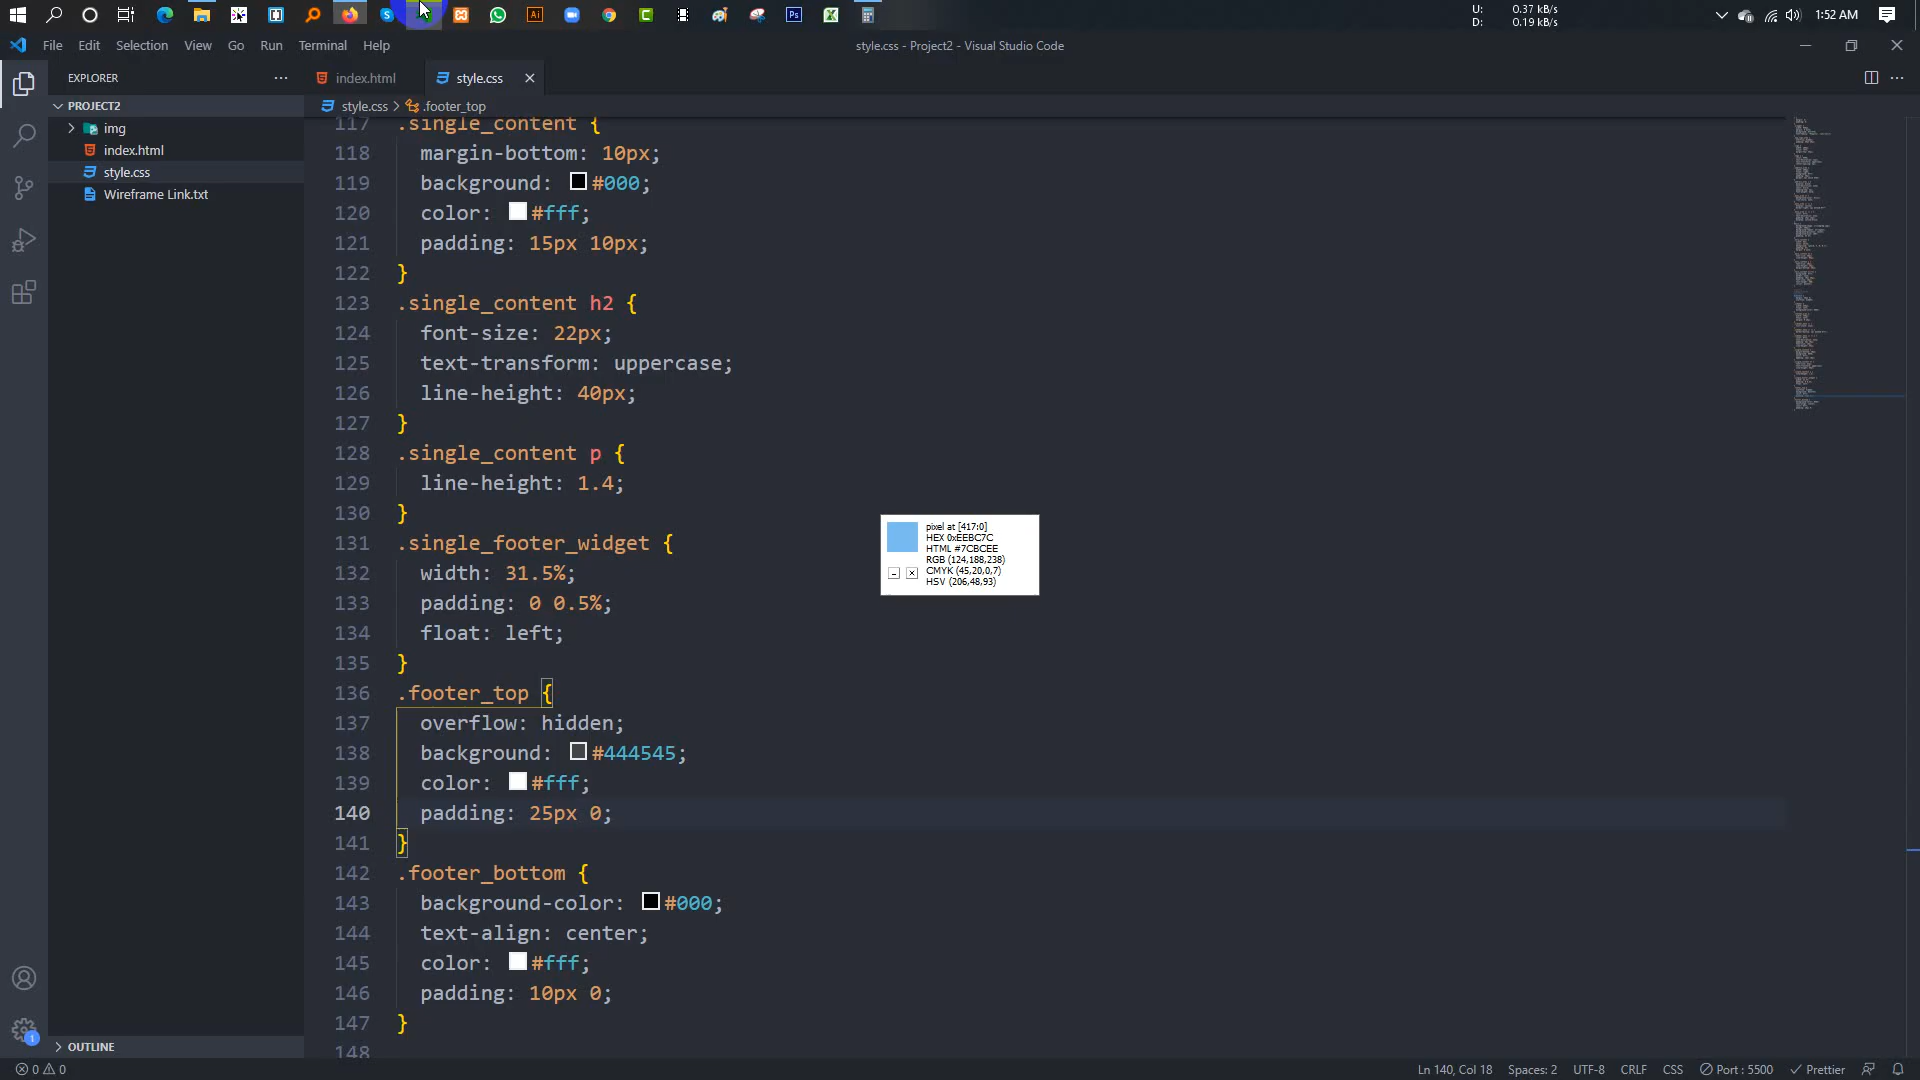 U: 0.37 kB/s
D: 0.19 kB/s
1:52 AM
File Edit Selection View Go Run Terminal Help
style.css - Project2 - Visual Studio Code
EXPLORER
index.html
style.css
PROJECT2
style.css > .footer_top
img
index.html
style.css
Wireframe Link.txt
117 .single_content {
118 margin-bottom: 10px;
119 background: #000;
120 color: #fff;
121 padding: 15px 10px;
122 }
123 .single_content h2 {
124 font-size: 22px;
125 text-transform: uppercase;
126 line-height: 40px;
127 }
128 .single_content p {
129 line-height: 1.4;
130 }
131 .single_footer_widget {
132 width: 31.5%;
133 padding: 0 0.5%;
134 float: left;
135 }
136 .footer_top {
137 overflow: hidden;
138 background: #444545;
139 color: #fff;
140 padding: 25px 0;
141 }
142 .footer_bottom {
143 background-color: #000;
144 text-align: center;
145 color: #fff;
146 padding: 10px 0;
147 }
148
pixel at [417:0]
HEX 0xEEBC7C
HTML #7CBCEE
RGB (124,188,238)
CMYK (45,20,0,7)
HSV (206,48,93)
OUTLINE
0 0
Ln 140, Col 18
Spaces: 2
UTF-8
CRLF
CSS
Port : 5500
Prettier